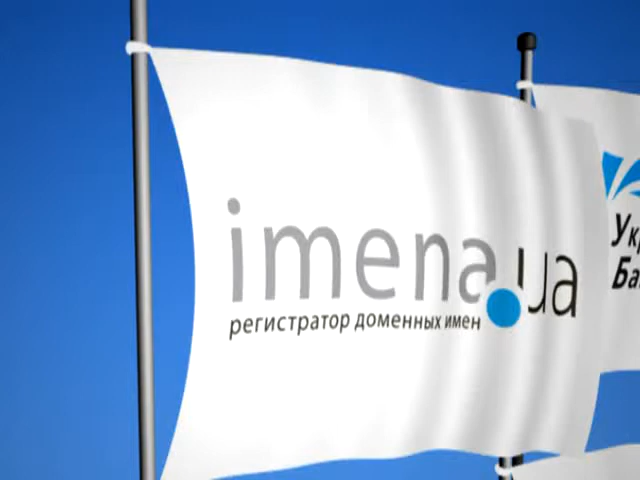 imena.ua
регистратор доменных имен